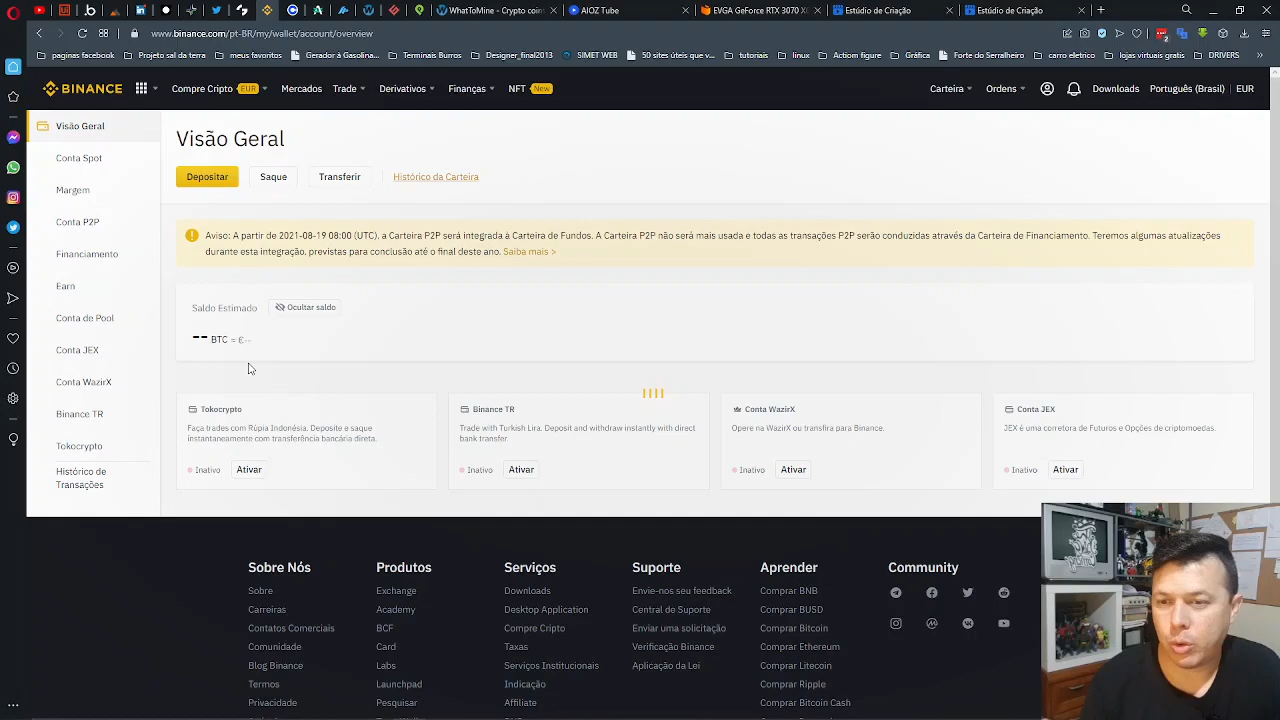 WhatToMine - Crypto coin
AIOZ Tube
EVGA GeForce RTX 3070 X
Estúdio de Criação
Estúdio de Criação
www.binance.com/pt-BR/my/wallet/account/overview
paginas facebook
Projeto sala de terra
Horarios
Gerador à Gasolina...
Terminais Burros
Designer_final2013
SIMET WEB
50 sites úteis que...
tutoriais
linux
Action figure
Gráfica
Forte do Serralheiro
carro eletrico
lojas virtuais gratis
DRIVERS
BINANCE
Compre Cripto EUR
Mercados
Trade
Derivativos
Finanças
NFT New
Carteira
Ordens
Downloads
Português (Brasil)
EUR
Visão Geral
Conta Spot
Margem
Conta P2P
Financiamento
Earn
Conta de Pool
Conta JEX
Conta WazirX
Binance TR
Tokocrypto
Histórico de
Transações
Visão Geral
Depositar
Saque
Transferir
Histórico da Carteira
Aviso: A partir de 2021-08-19 08:00 (UTC), a Carteira P2P será integrada à Carteira de Fundos. A Carteira P2P não será mais usada e todas as transações P2P serão conduzidas através da Carteira de Financiamento. Teremos algumas atualizações
durante esta integração, previstas para conclusão até o final deste ano. Saiba mais >
Saldo Estimado
Ocultar saldo
-- BTC ≈ €--
Tokocrypto
Faça trades com Rúpia Indonésia. Deposite e saque
instantaneamente com transferência bancária direta.
Inativo
Ativar
Binance TR
Trade with Turkish Lira. Deposit and withdraw instantly with direct
bank transfer.
Inativo
Ativar
Conta WazirX
Opere na WazirX ou transfira para Binance.
Inativo
Ativar
Conta JEX
JEX é uma corretora de Futuros e Opções de criptomoedas.
Inativo
Ativar
Sobre Nós
Sobre
Carreiras
Contatos Comerciais
Comunidade
Blog Binance
Termos
Privacidade
Produtos
Exchange
Academy
BCF
Card
Labs
Launchpad
Pesquisar
Serviços
Downloads
Desktop Application
Compre Cripto
Taxas
Serviços Institucionais
Indicação
Affiliate
Suporte
Envie-nos seu feedback
Central de Suporte
Enviar uma solicitação
Verificação Binance
Aplicação da Lei
Aprender
Comprar BNB
Comprar BUSD
Comprar Bitcoin
Comprar Ethereum
Comprar Litecoin
Comprar Ripple
Comprar Bitcoin Cash
Community